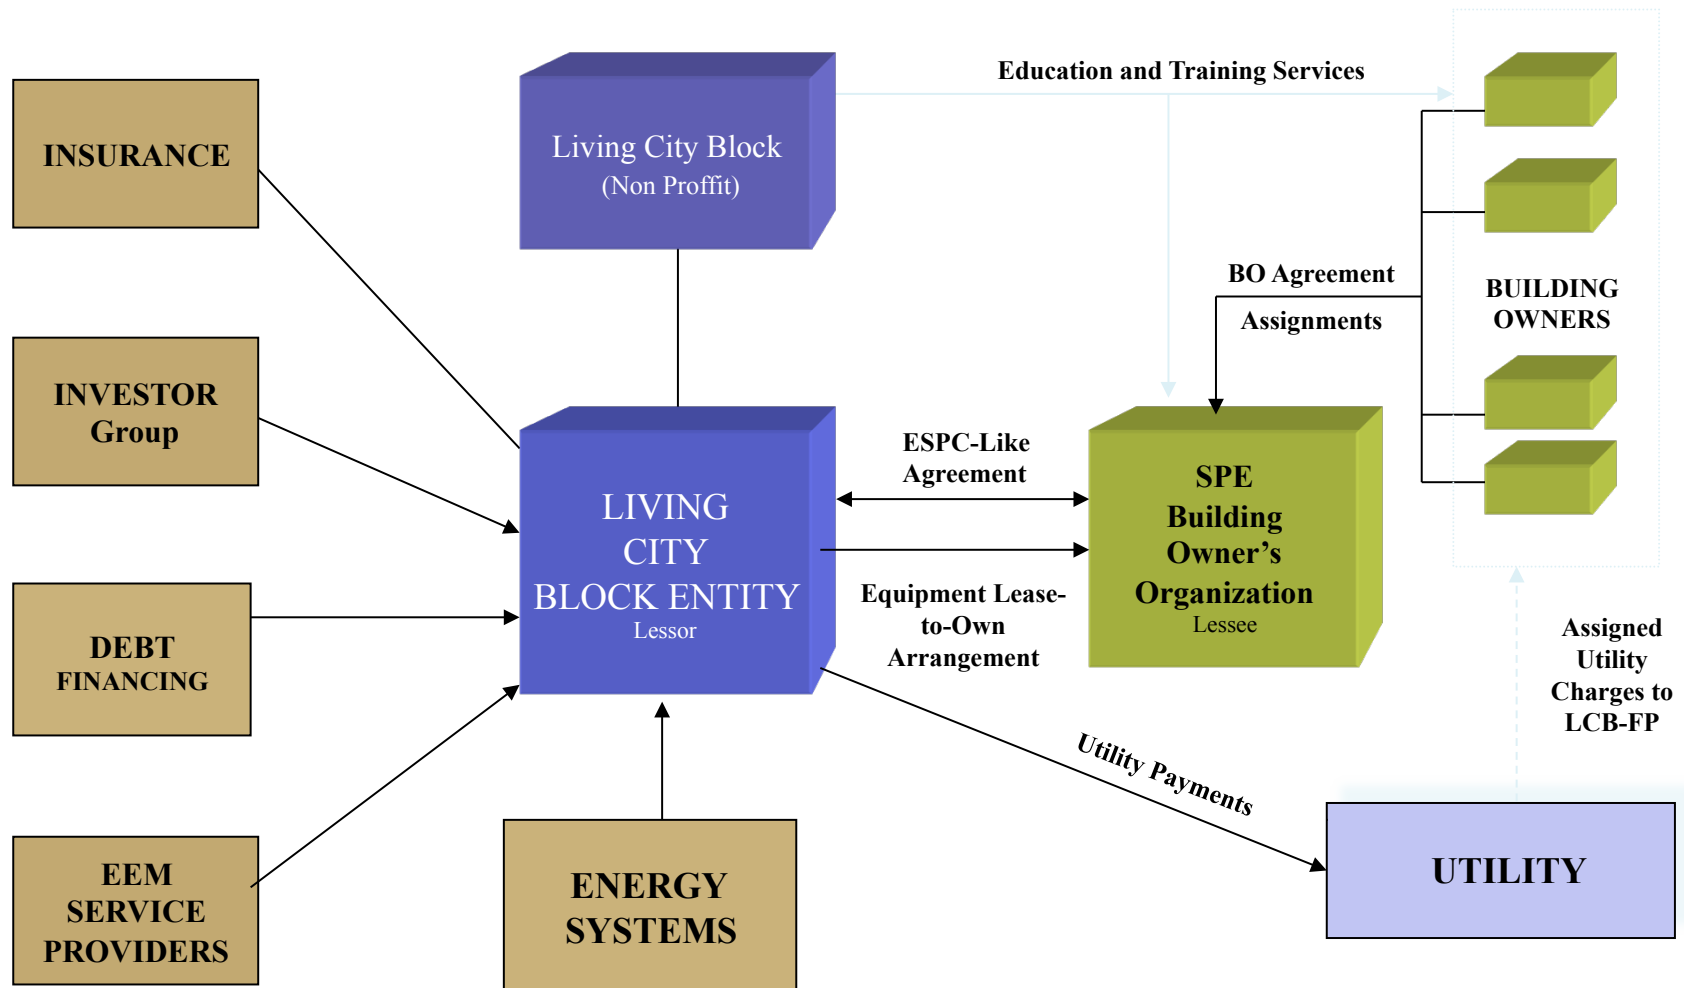 INSURANCE
INVESTOR
Group
DEBT
FINANCING
EEM
SERVICE
PROVIDERS
Living City Block
(Non Proffit)
LIVING
CITY
BLOCK ENTITY
Lessor
ENERGY
SYSTEMS
Education and Training Services
BO Agreement
Assignments
ESPC-Like
Agreement
Equipment Lease-
to-Own
Arrangement
SPE
Building
Owner’s
Organization
Lessee
BUILDING
OWNERS
Assigned
Utility
Charges to
LCB-FP
Utility Payments
UTILITY